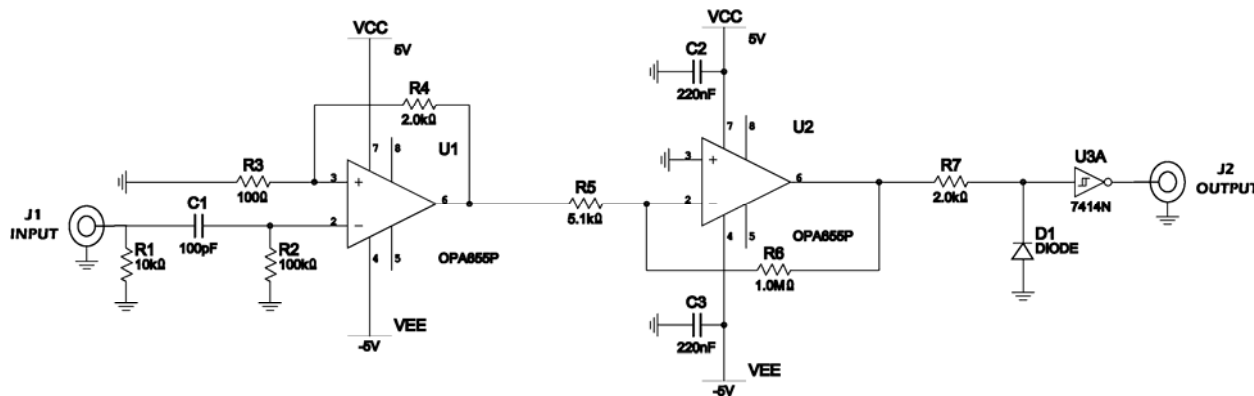 VCC
5V
R4
2.0kΩ
7
8
U1
R3
100Ω
3
+
6
J1
INPUT
C1
100pF
2
−
R1
10kΩ
R2
100kΩ
4
5
OPA655P
VEE
-5V
VCC
5V
C2
220nF
7
8
U2
3
+
6
R5
5.1kΩ
2
−
4
5
OPA655P
R6
1.0MΩ
C3
220nF
VEE
-5V
R7
2.0kΩ
U3A
7414N
J2
OUTPUT
D1
DIODE